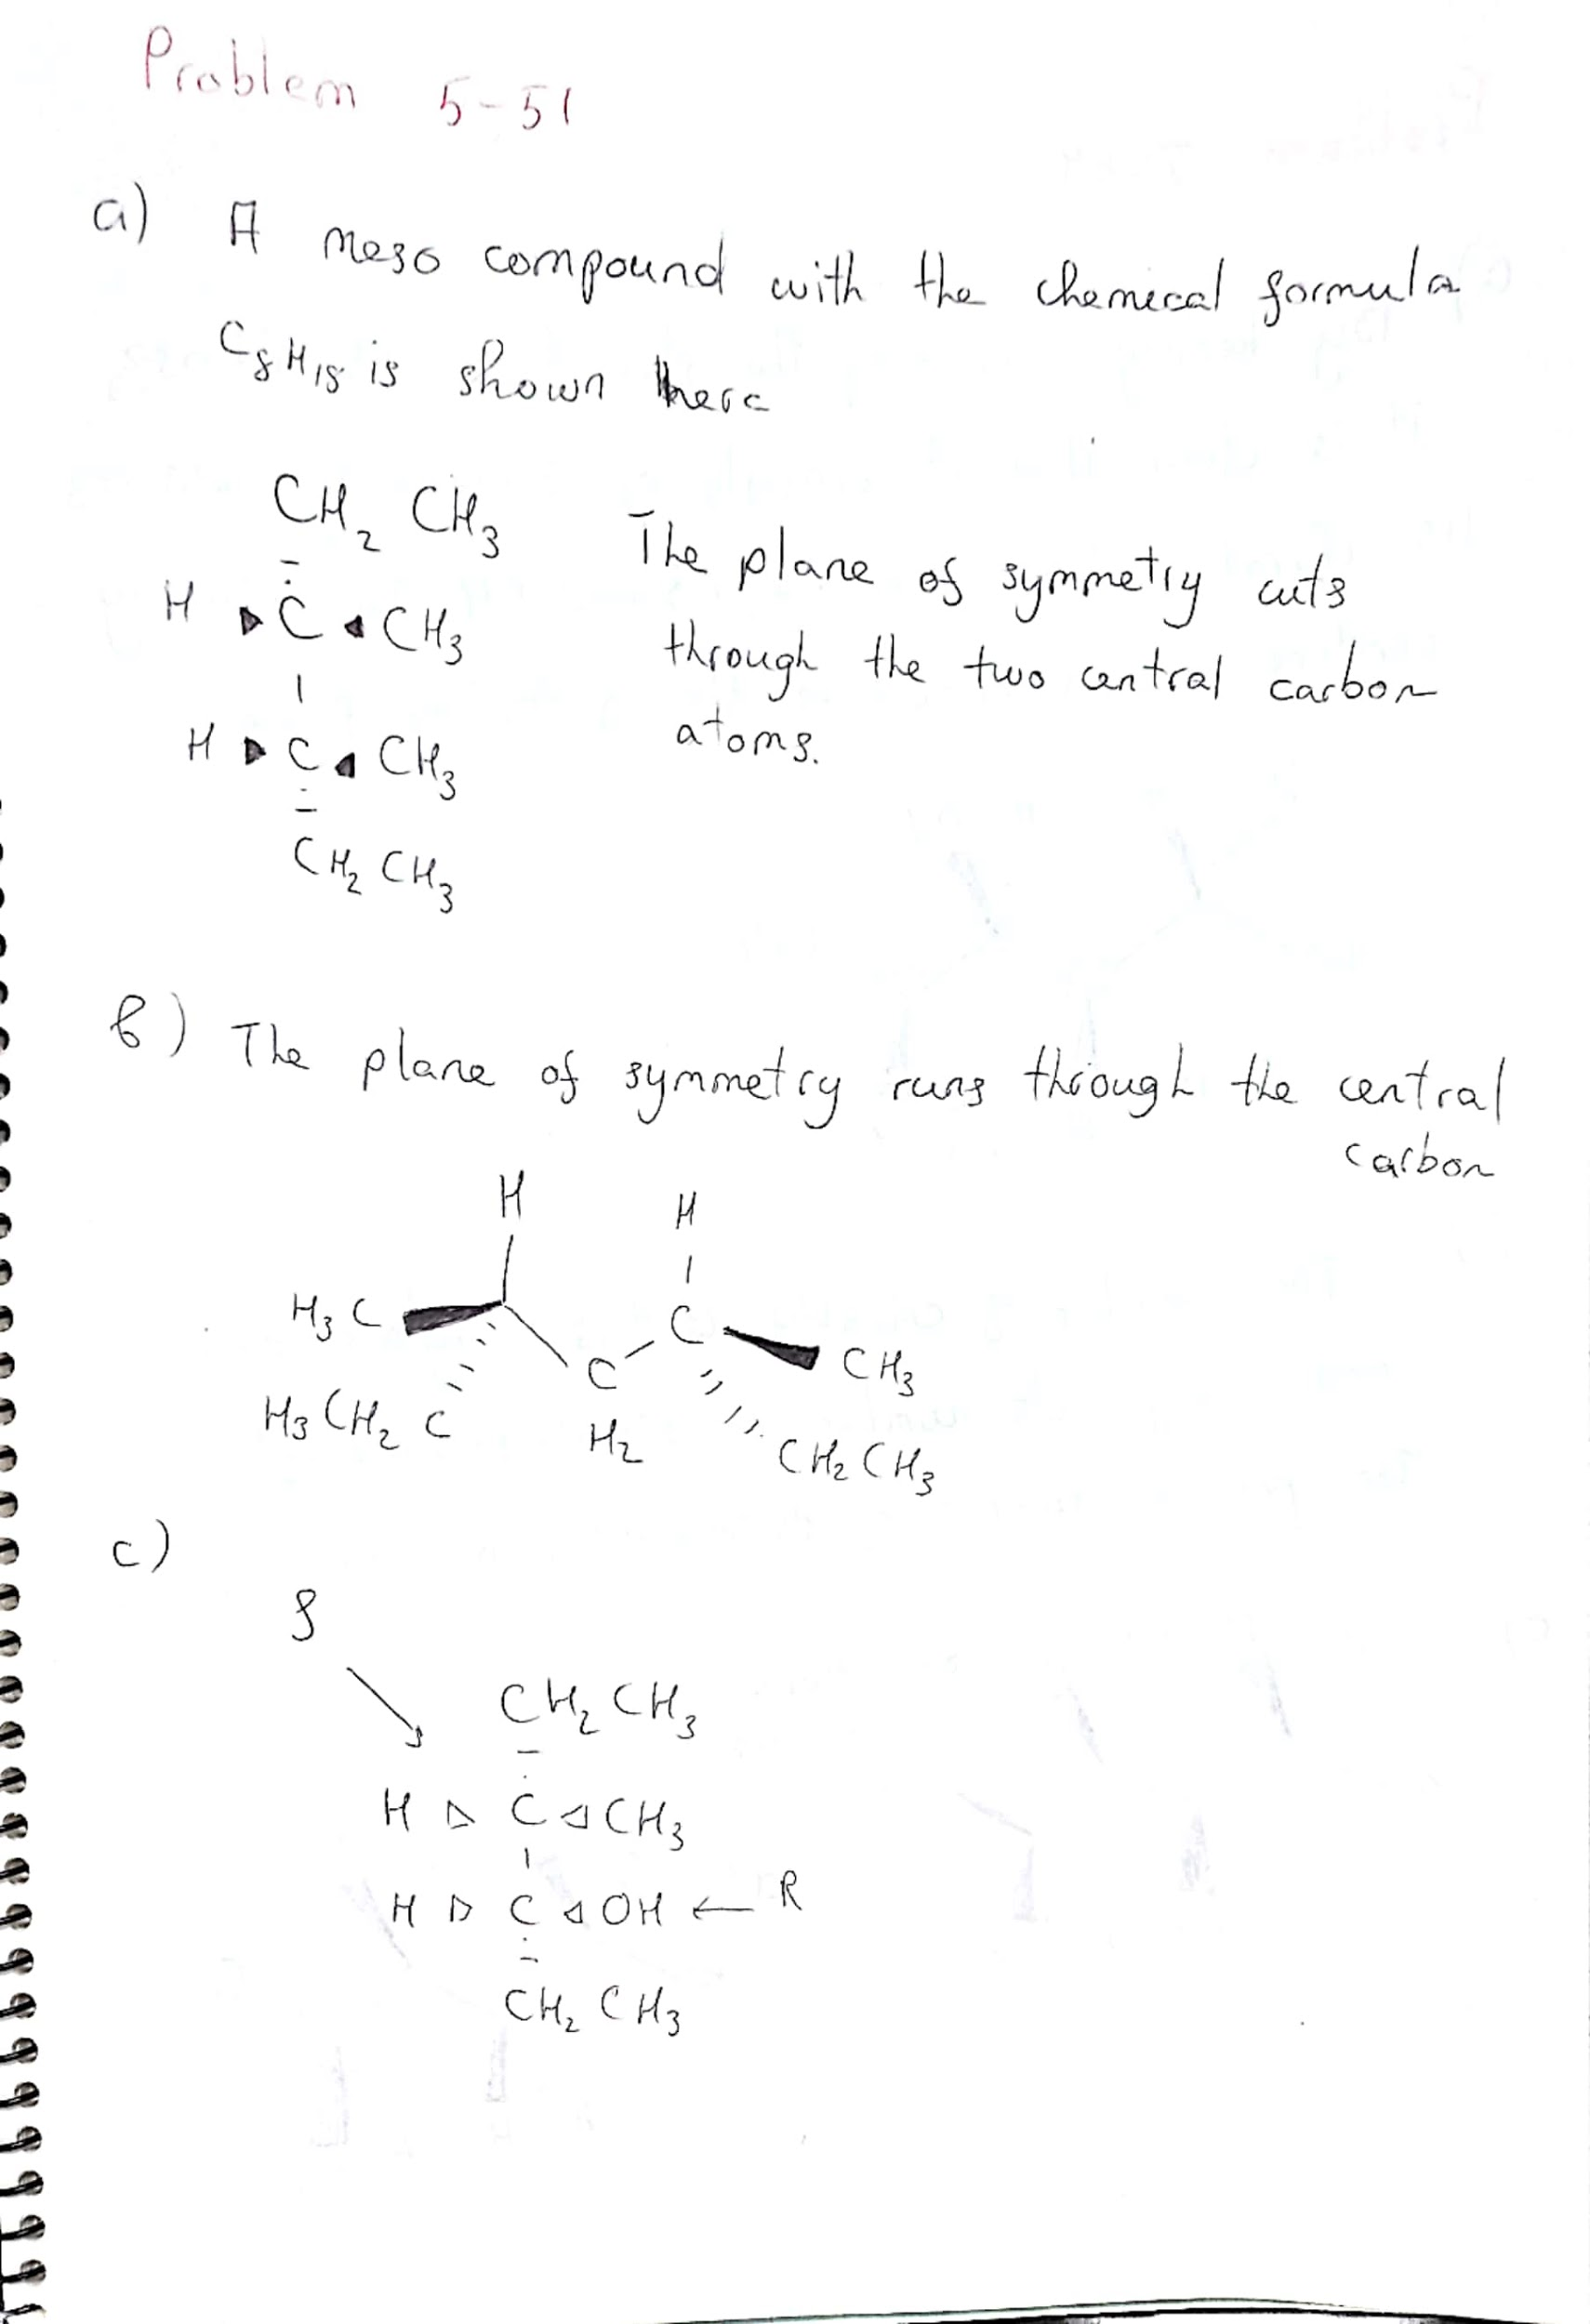 Problem 5-51
a) A meso compound with the chemical formula
C8H18 is shown here
CH2 CH3
H C CH3
H C CH3
CH2 CH3
The plane of symmetry cuts
through the two central carbon
atoms.
b) The plane of symmetry runs through the central
carbon
H H
H3C C CH3
H3CH2C C H2 CH2CH3
c)
S
CH2CH3
H C CH3
H C OH ← R
CH2 CH3